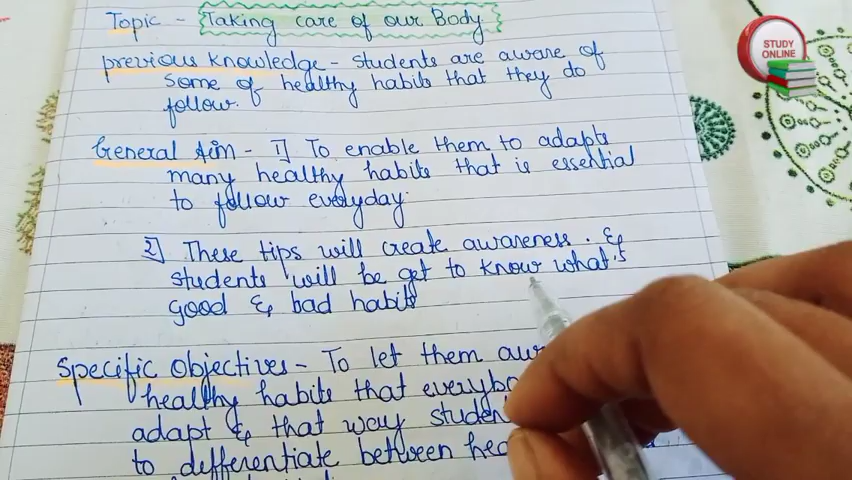 Topic - Taking care of our Body
previous knowledge - students are aware of
some of healthy habits that they do
follow.
General Aim - 1] To enable them to adapts
many healthy habits that is essential
to follow everyday.
2] These tips will create awareness. &
students will be get to know what's
good & bad habits
Specific Objectives - To let them
healthy habits that
adapt & that way
to differentiate between
STUDY
ONLINE